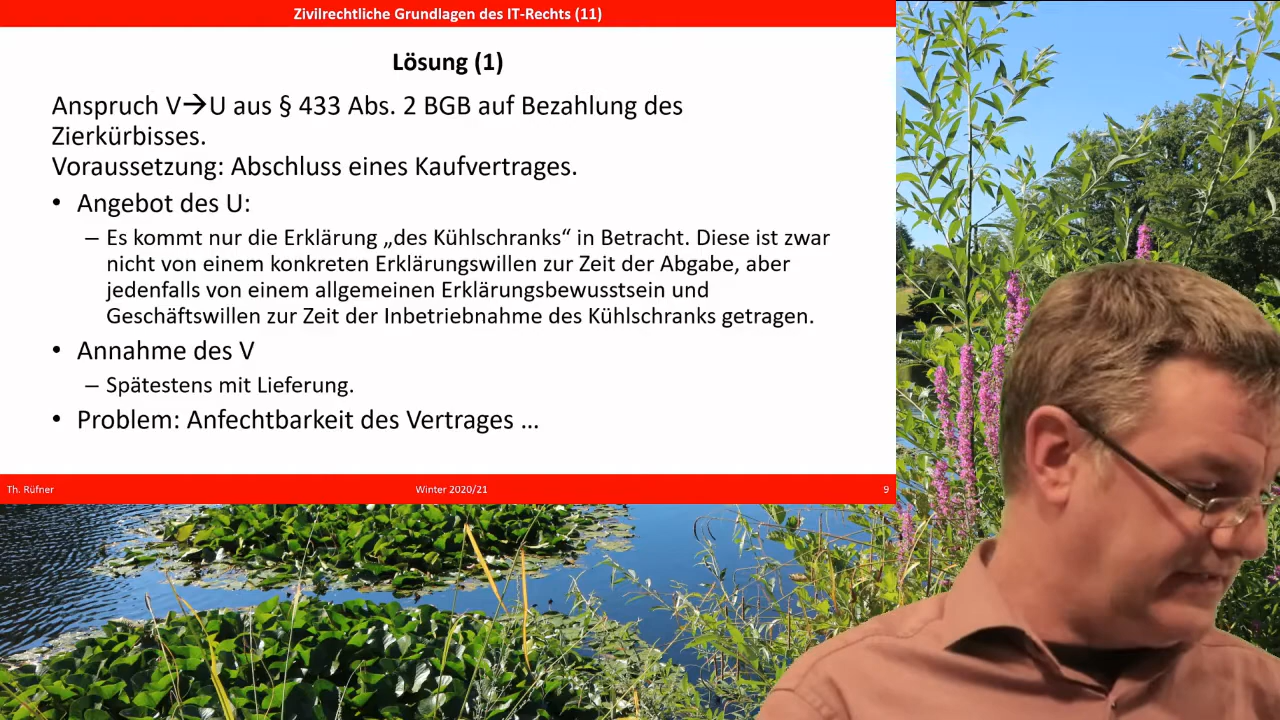 Zivilrechtliche Grundlagen des IT-Rechts (11)
Lösung (1)
Anspruch V→U aus § 433 Abs. 2 BGB auf Bezahlung des
Zierkürbisses.
Voraussetzung: Abschluss eines Kaufvertrages.
• Angebot des U:
– Es kommt nur die Erklärung „des Kühlschranks“ in Betracht. Diese ist zwar
nicht von einem konkreten Erklärungswillen zur Zeit der Abgabe, aber
jedenfalls von einem allgemeinen Erklärungsbewusstsein und
Geschäftswillen zur Zeit der Inbetriebnahme des Kühlschranks getragen.
• Annahme des V
– Spätestens mit Lieferung.
• Problem: Anfechtbarkeit des Vertrages …
Th. Rüfner Winter 2020/21 9